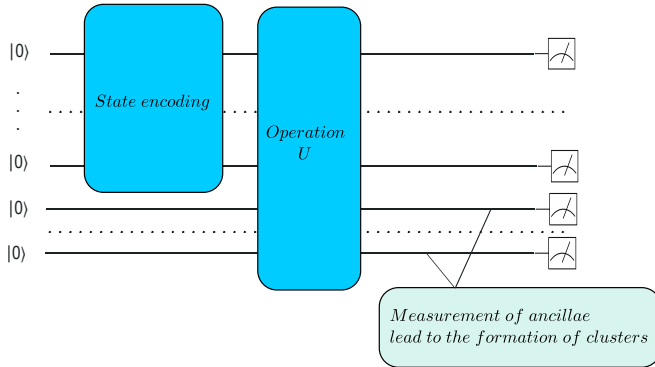 |0⟩
State encoding
Operation
U
|0⟩
|0⟩
|0⟩
Measurement of ancillae
lead to the formation of clusters